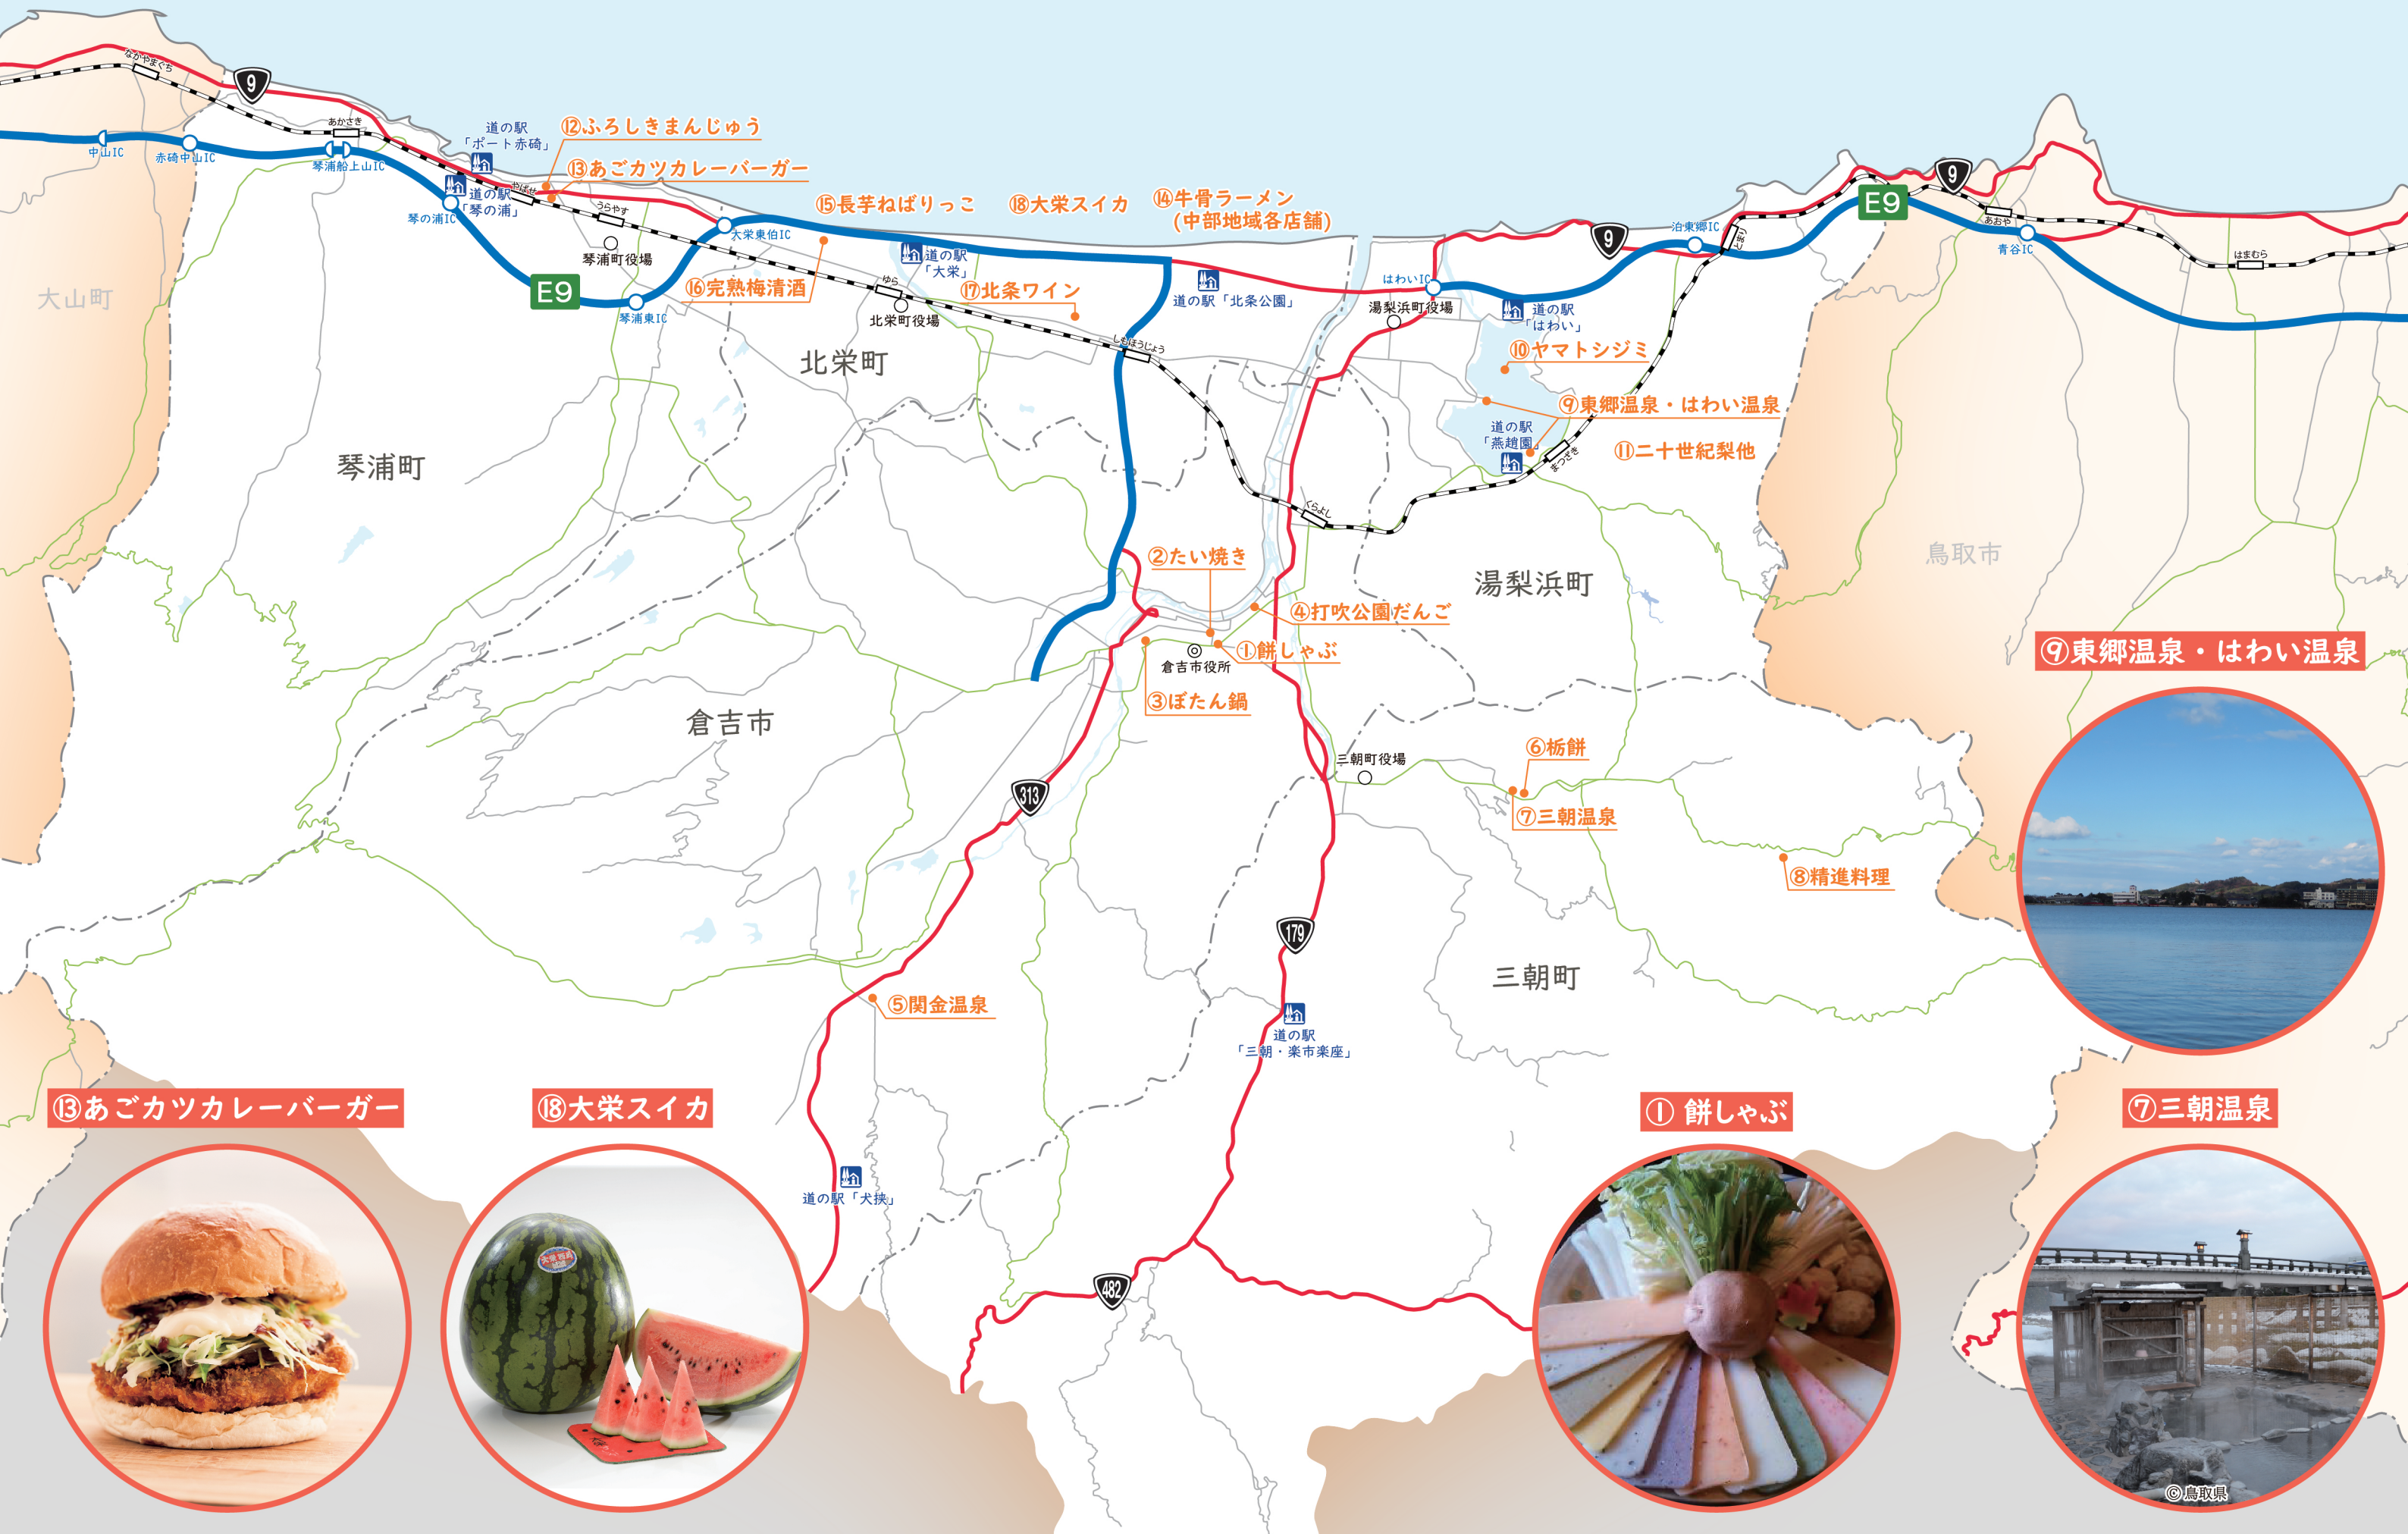 なかやまぐち
9
中山IC
赤碕中山IC
あかさき
琴浦船上山IC
道の駅
「ポート赤碕」
⑫ふろしきまんじゅう
⑬あごカツカレーバーガー
道の駅
「琴の浦」
琴の浦IC
やばせ
うらやす
琴浦町役場
E9
琴浦東IC
大栄東伯IC
⑮長芋ねばりっこ
⑱大栄スイカ
⑭牛骨ラーメン
(中部地域各店舗)
⑯完熟梅清酒
道の駅
「大栄」
ゆら
北栄町役場
⑰北条ワイン
道の駅「北条公園」
しもほうじょう
はわいIC
湯梨浜町役場
9
泊東郷IC
とまり
E9
9
あおや
青谷IC
はまむら
道の駅
「はわい」
⑩ヤマトシジミ
⑨東郷温泉・はわい温泉
道の駅
「燕趙園」
まつざき
⑪二十世紀梨他
大山町
琴浦町
北栄町
くらよし
鳥取市
湯梨浜町
②たい焼き
④打吹公園だんご
①餅しゃぶ
倉吉市役所
③ぼたん鍋
倉吉市
三朝町役場
⑥栃餅
⑦三朝温泉
⑧精進料理
313
179
三朝町
⑤関金温泉
道の駅
「三朝・楽市楽座」
道の駅「犬挟」
482
⑨東郷温泉・はわい温泉
⑬あごカツカレーバーガー
⑱大栄スイカ
① 餅しゃぶ
⑦三朝温泉
© 鳥取県